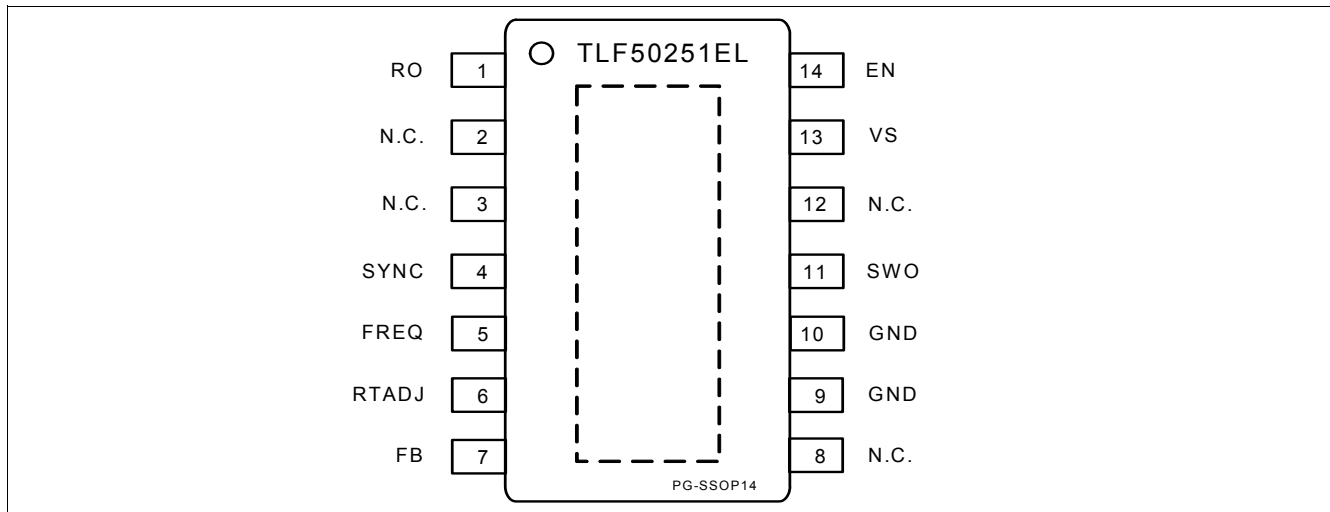 TLF50251EL
RO 1
14 EN
N.C. 2
13 VS
N.C. 3
12 N.C.
SYNC 4
11 SWO
FREQ 5
10 GND
RTADJ 6
9 GND
FB 7
8 N.C.
PG-SSOP14